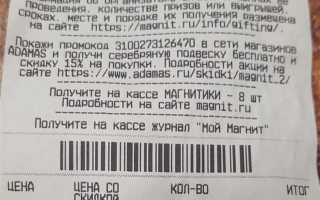 проведения, количестве призов или выигрышей,
сроках, месте и порядке их получения размещена
на сайте https://magnit.ru/info/gifting/.
Покажи промокод 3100273126470 в сети магазинов
ADAMAS и получи серебряную подвеску бесплатно и
скидку 15% на покупку. Подробности акции на
сайте https://www.adamas.ru/skidki/magnit_2/
Получите на кассе МАГНИТИКИ - 8 шт
Подробности на сайте magnit.ru
Получите на кассе журнал "Мой Магнит"
ЦЕНА ЦЕНА СО СКИДКОЙ КОЛ-ВО ИТОГ